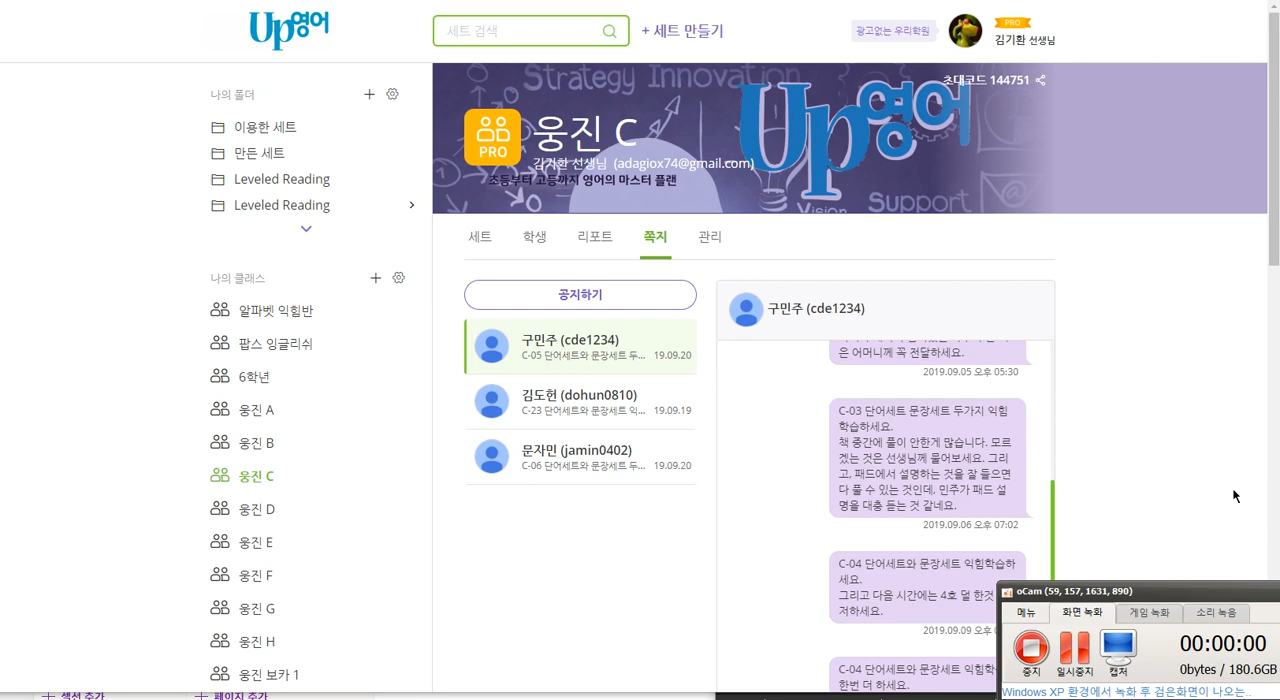 Up영어
세트 검색
+ 세트 만들기
광고없는 우리학원
PRO
김기환 선생님
나의 폴더
이용한 세트
만든 세트
Leveled Reading
Leveled Reading
나의 클래스
알파벳 익힘반
팝스 잉글리쉬
6학년
웅진 A
웅진 B
웅진 C
웅진 D
웅진 E
웅진 F
웅진 G
웅진 H
웅진 보카 1
Strategy Innovation
초대코드 144751
Up영어
PRO
웅진 C
김기환 선생님 (adagiox74@gmail.com)
초등부터 고등까지 영어의 마스터 플랜
Vision
Support
세트
학생
리포트
쪽지
관리
공지하기
구민주 (cde1234)
C-05 단어세트와 문장세트 두... 19.09.20
김도헌 (dohun0810)
C-23 단어세트와 문장세트 익... 19.09.19
문자민 (jamin0402)
C-06 단어세트와 문장세트 두... 19.09.20
구민주 (cde1234)
은 어머니께 꼭 전달하세요.
2019.09.05 오후 05:30
C-03 단어세트 문장세트 두가지 익힘
학습하세요.
책 중간에 풀이 안한게 많습니다. 모르
겠는 것은 선생님께 물어보세요. 그리
고, 패드에서 설명하는 것을 잘 들으면
다 풀 수 있는 것인데, 민주가 패드 설
명을 대충 듣는 것 같네요.
2019.09.06 오후 07:02
C-04 단어세트와 문장세트 익힘학습하
세요.
그리고 다음 시간에는 4호 덜 한것
저하세요.
2019.09.09 오후
C-04 단어세트와 문장세트 익힘학
한번 더 하세요.
oCam (59, 157, 1631, 890)
메뉴
화면 녹화
게임 녹화
소리 녹음
중지
일시중지
캡처
00:00:00
0bytes / 180.6GB
Windows XP 환경에서 녹화 후 검은화면이 나오는..
섹션 추가
페이지 추가